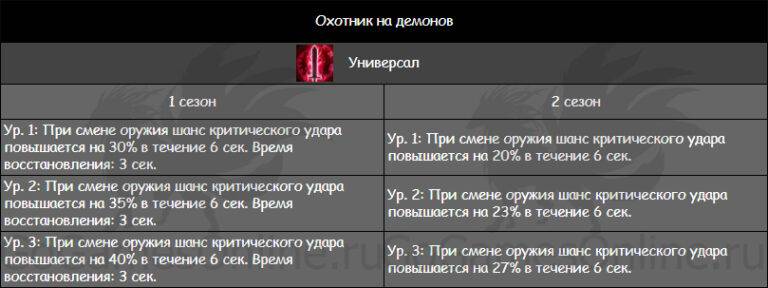 Охотник на демонов
Универсал
1 сезон
2 сезон
Ур. 1: При смене оружия шанс критического удара
повышается на 30% в течение 6 сек. Время
восстановления: 3 сек.
Ур. 1: При смене оружия шанс критического удара
повышается на 20% в течение 6 сек.
Ур. 2: При смене оружия шанс критического удара
повышается на 35% в течение 6 сек. Время
восстановления: 3 сек.
Ур. 2: При смене оружия шанс критического удара
повышается на 23% в течение 6 сек.
Ур. 3: При смене оружия шанс критического удара
повышается на 40% в течение 6 сек. Время
восстановления: 3 сек.
Ур. 3: При смене оружия шанс критического удара
повышается на 27% в течение 6 сек.